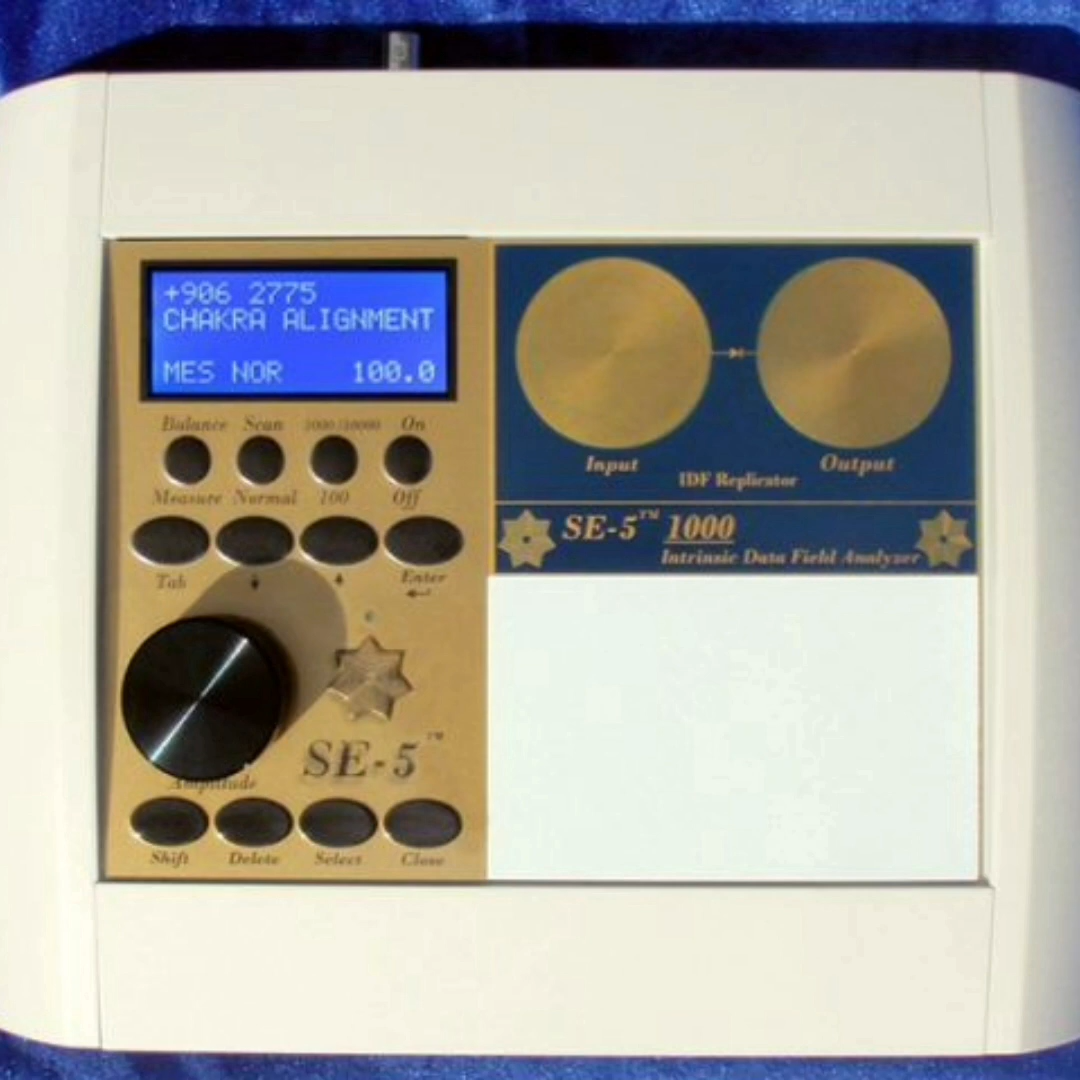 +906 2775
CHAKRA ALIGNMENT
MES NOR 100.0
Balance Scan 1000/10000 On
Measure Normal 100 Off
Tab Enter
Amplitude
SE-5™
Shift Delete Select Close
Input Output
IDF Replicator
SE-5™ 1000
Intrinsic Data Field Analyzer